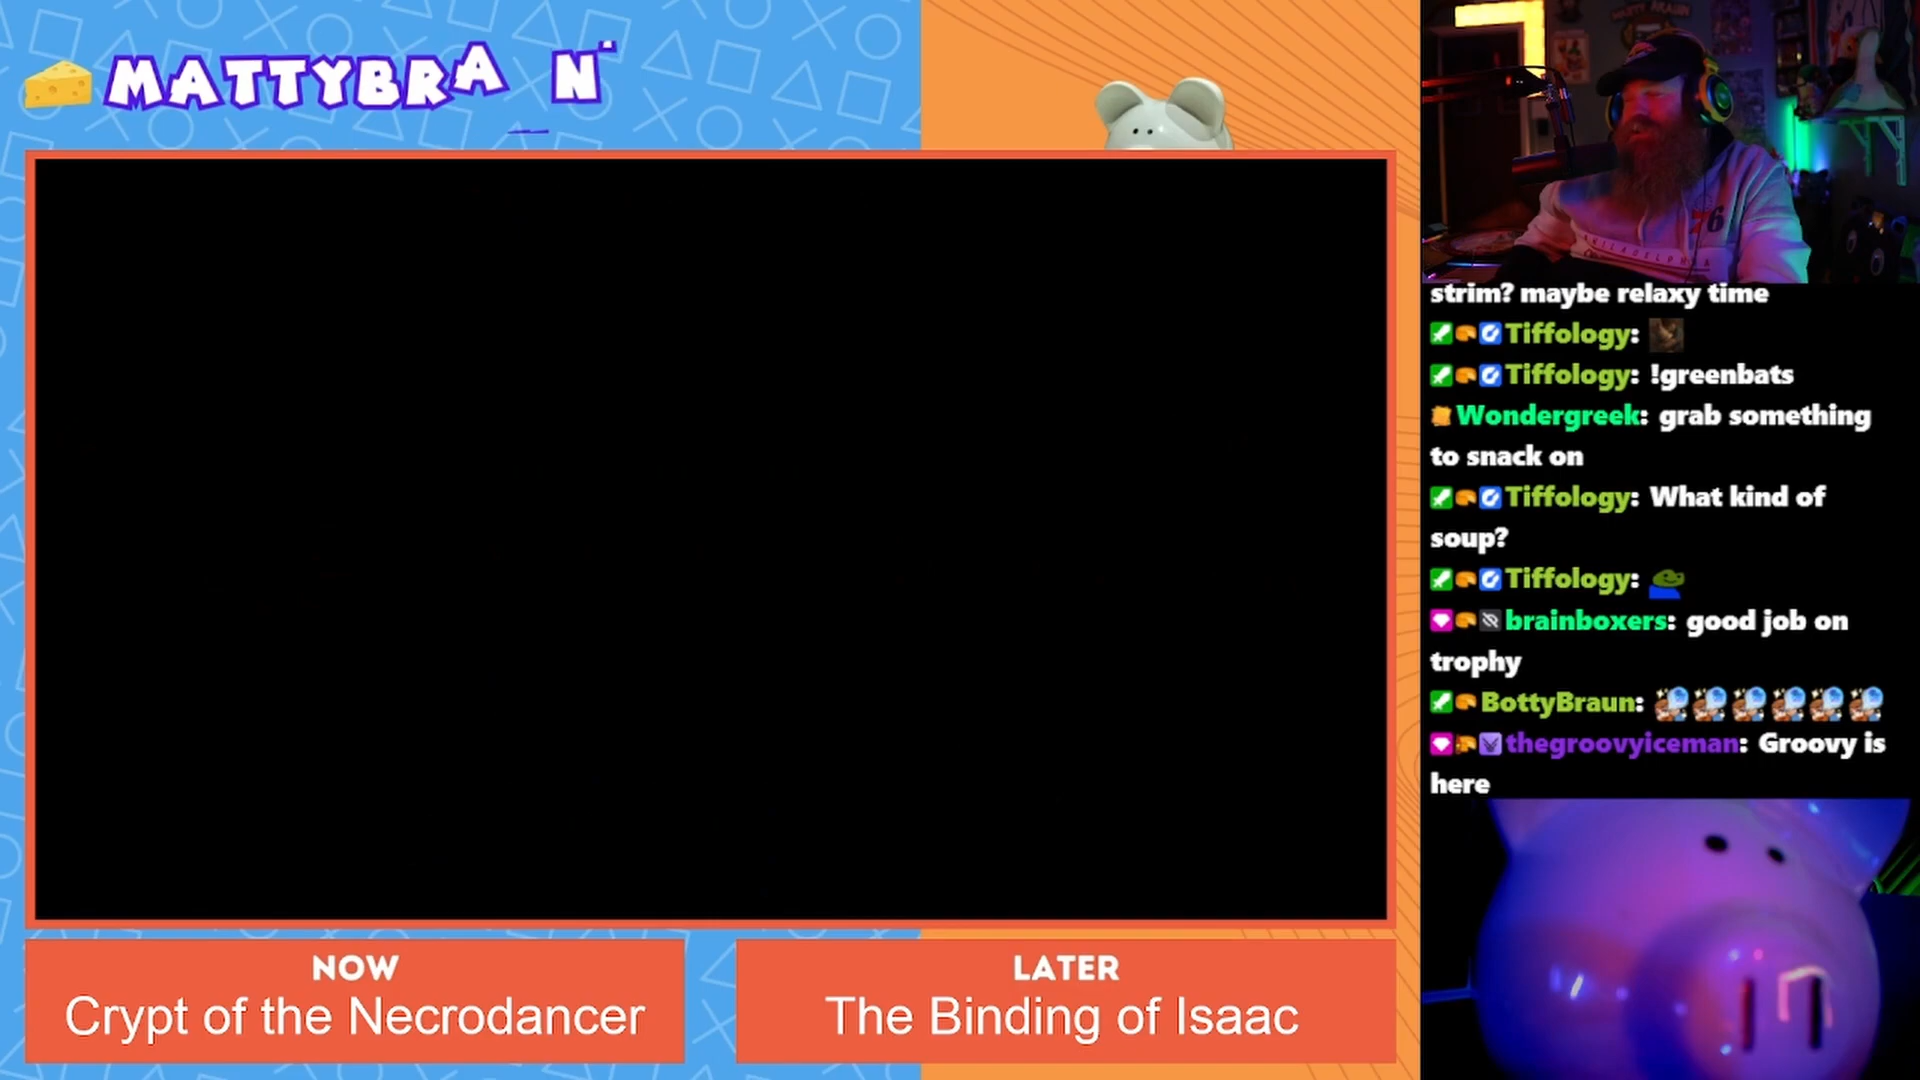 MATTYBRA N
strim? maybe relaxy time
Tiffology:
Tiffology: !greenbats
Wondergreek: grab something
to snack on
Tiffology: What kind of
soup?
Tiffology:
brainboxers: good job on
trophy
BottyBraun:
thegroovyiceman: Groovy is
here
NOW
Crypt of the Necrodancer
LATER
The Binding of Isaac
76